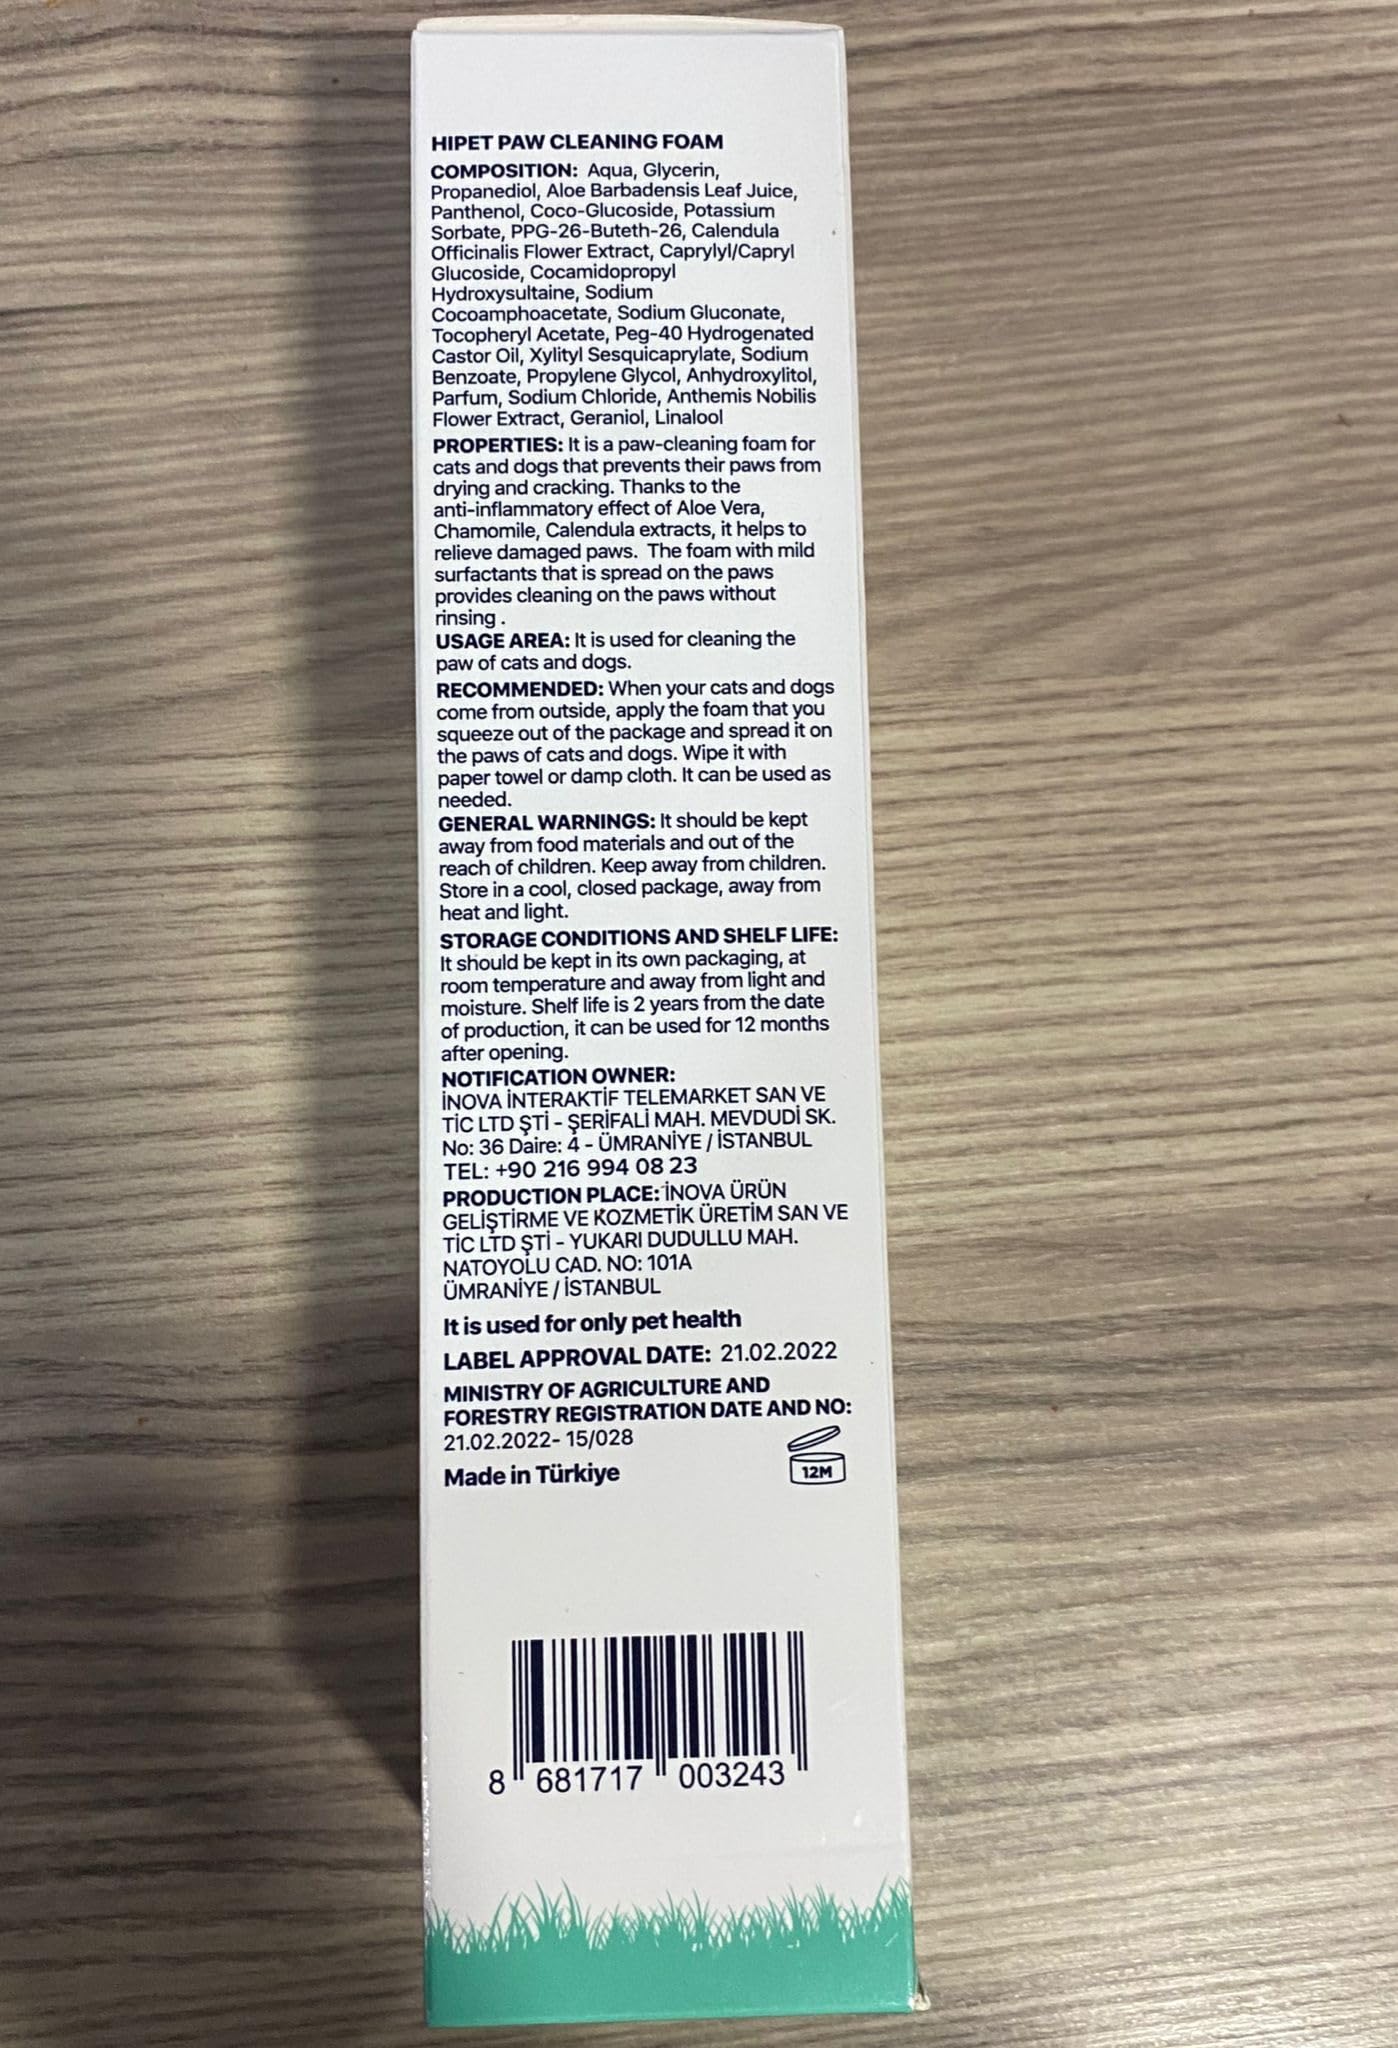 HIPET PAW CLEANING FOAM
COMPOSITION: Aqua, Glycerin,
Propanediol, Aloe Barbadensis Leaf Juice,
Panthenol, Coco-Glucoside, Potassium
Sorbate, PPG-26-Buteth-26, Calendula
Officinalis Flower Extract, Caprylyl/Capryl
Glucoside, Cocamidopropyl
Hydroxysultaine, Sodium
Cocoamphoacetate, Sodium Gluconate,
Tocopheryl Acetate, Peg-40 Hydrogenated
Castor Oil, Xylityl Sesquicaprylate, Sodium
Benzoate, Propylene Glycol, Anhydroxylitol,
Parfum, Sodium Chloride, Anthemis Nobilis
Flower Extract, Geraniol, Linalool
PROPERTIES: It is a paw-cleaning foam for
cats and dogs that prevents their paws from
drying and cracking. Thanks to the
anti-inflammatory effect of Aloe Vera,
Chamomile, Calendula extracts, it helps to
relieve damaged paws. The foam with mild
surfactants that is spread on the paws
provides cleaning on the paws without
rinsing .
USAGE AREA: It is used for cleaning the
paw of cats and dogs.
RECOMMENDED: When your cats and dogs
come from outside, apply the foam that you
squeeze out of the package and spread it on
the paws of cats and dogs. Wipe it with
paper towel or damp cloth. It can be used as
needed.
GENERAL WARNINGS: It should be kept
away from food materials and out of the
reach of children. Keep away from children.
Store in a cool, closed package, away from
heat and light.
STORAGE CONDITIONS AND SHELF LIFE:
It should be kept in its own packaging, at
room temperature and away from light and
moisture. Shelf life is 2 years from the date
of production, it can be used for 12 months
after opening.
NOTIFICATION OWNER:
İNOVA İNTERAKTİF TELEMARKET SAN VE
TİC LTD ŞTİ - ŞERİFALİ MAH. MEVDUDİ SK.
No: 36 Daire: 4 - ÜMRANİYE / İSTANBUL
TEL: +90 216 994 08 23
PRODUCTION PLACE: İNOVA ÜRÜN
GELİŞTİRME VE KOZMETİK ÜRETİM SAN VE
TİC LTD ŞTİ - YUKARI DUDULLU MAH.
NATOYOLU CAD. NO: 101A
ÜMRANİYE / İSTANBUL
It is used for only pet health
LABEL APPROVAL DATE: 21.02.2022
MINISTRY OF AGRICULTURE AND
FORESTRY REGISTRATION DATE AND NO:
21.02.2022- 15/028
Made in Türkiye
12M
8 681717 003243